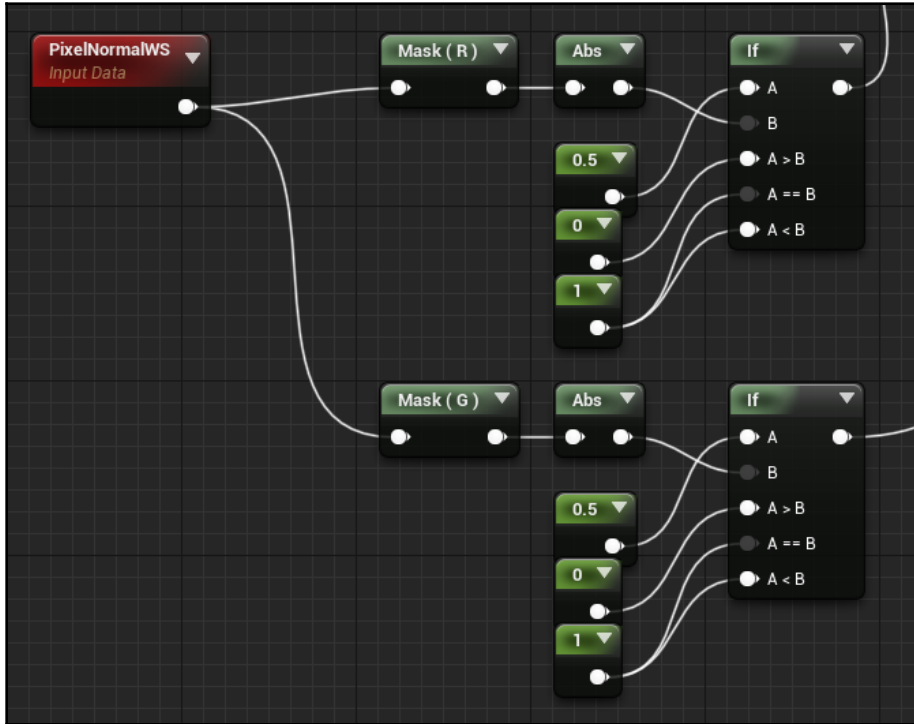 PixelNormalWS
Input Data
Mask ( R )
Abs
If
A
B
A > B
A == B
A < B
0.5
0
1
Mask ( G )
Abs
If
A
B
A > B
A == B
A < B
0.5
0
1